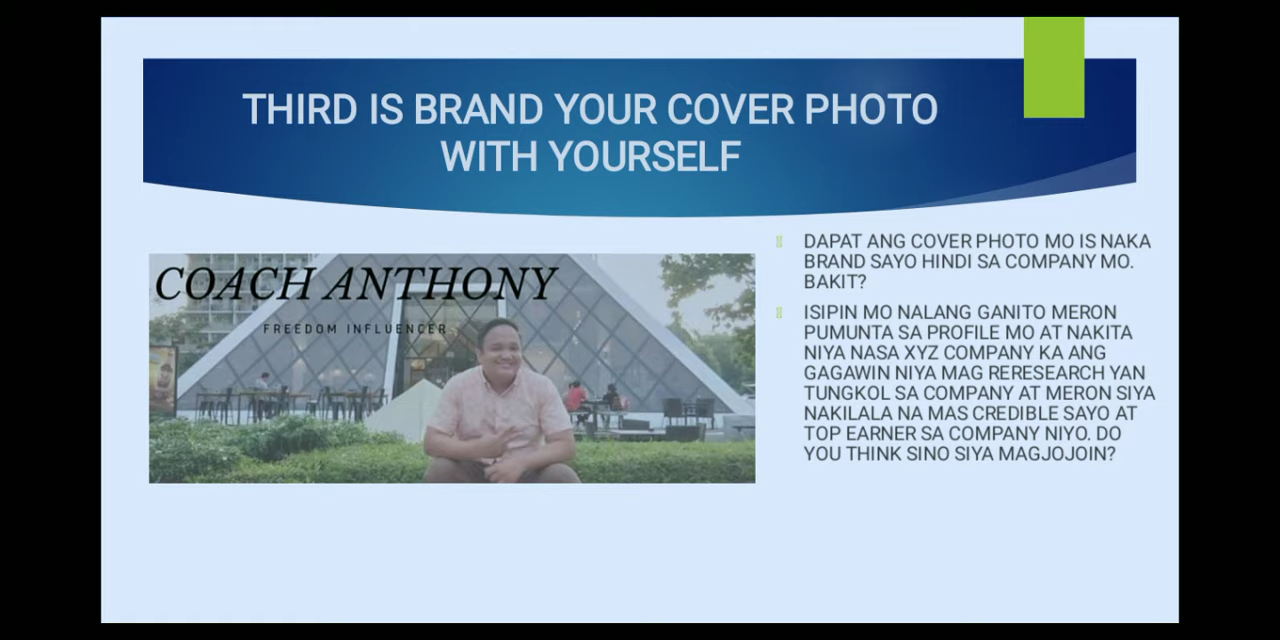 THIRD IS BRAND YOUR COVER PHOTO
WITH YOURSELF
COACH ANTHONY
FREEDOM INFLUENCER
DAPAT ANG COVER PHOTO MO IS NAKA
BRAND SAYO HINDI SA COMPANY MO.
BAKIT?
ISIPIN MO NALANG GANITO MERON
PUMUNTA SA PROFILE MO AT NAKITA
NIYA NASA XYZ COMPANY KA ANG
GAGAWIN NIYA MAG RERESEARCH YAN
TUNGKOL SA COMPANY AT MERON SIYA
NAKILALA NA MAS CREDIBLE SAYO AT
TOP EARNER SA COMPANY NIYO. DO
YOU THINK SINO SIYA MAGJOJOIN?